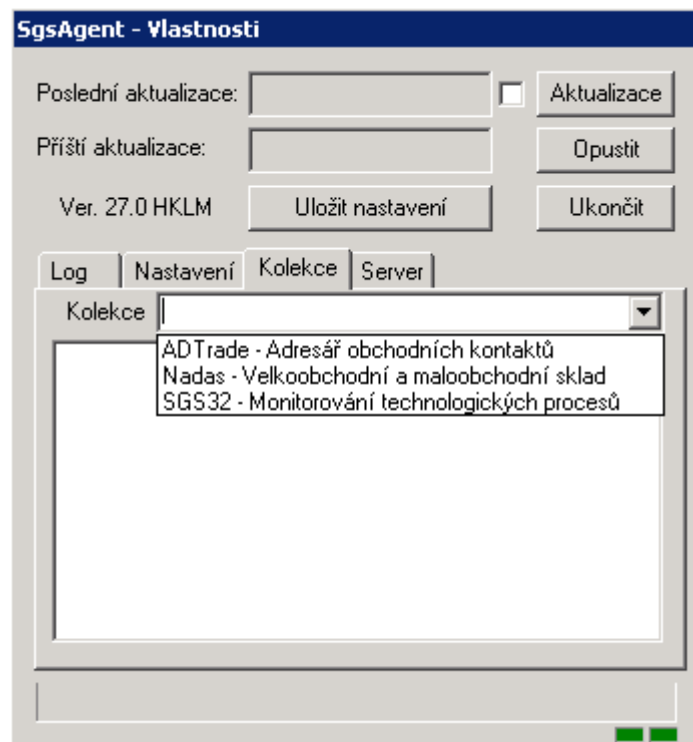 SgsAgent - Vlastnosti
Poslední aktualizace:
Aktualizace
Příští aktualizace:
Opustit
Ver. 27.0 HKLM
Uložit nastavení
Ukončit
Log
Nastavení
Kolekce
Server
Kolekce
ADTrade - Adresář obchodních kontaktů
Nadas - Velkoobchodní a maloobchodní sklad
SGS32 - Monitorování technologických procesů